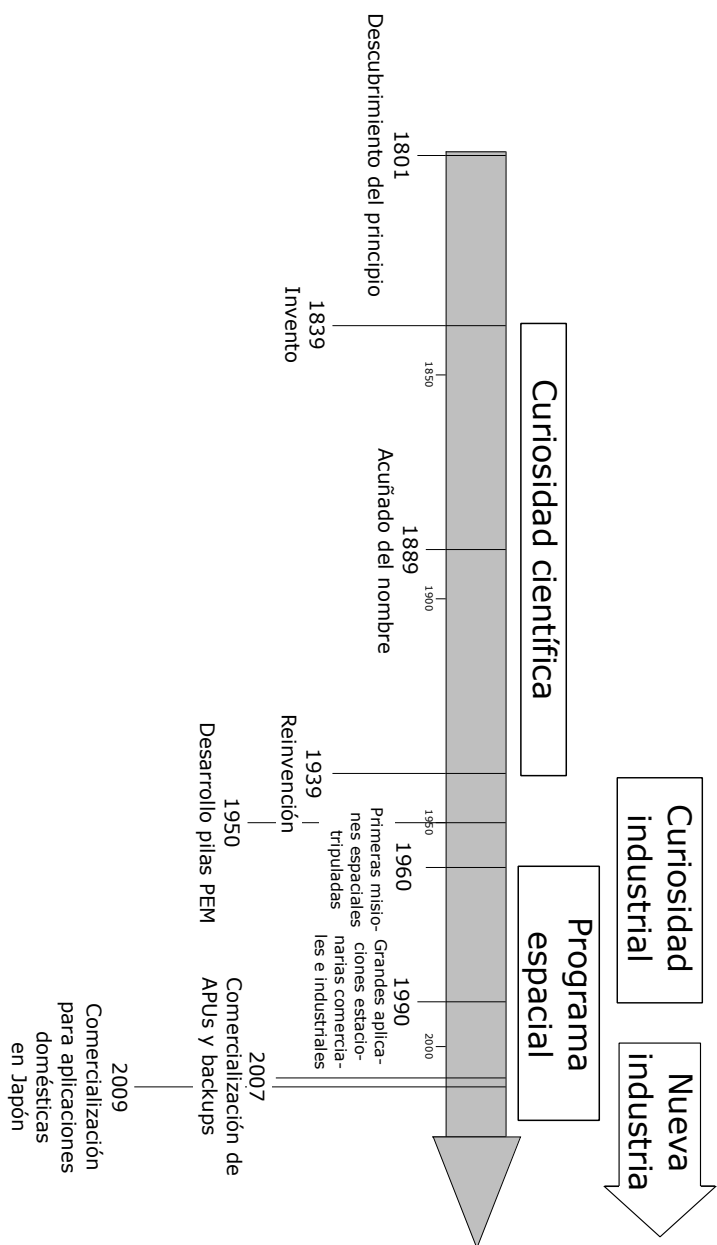 Curiosidad
industrial
Nueva
industria
Curiosidad científica
Programa
espacial
1850
1900
1950
2000
1801
Descubrimiento del principio
1839
Invento
1889
Acuñado del nombre
1939
Reinvención
1950
Desarrollo pilas PEM
1960
Primeras misio-
nes espaciales
tripuladas
1990
Grandes aplica-
ciones estacio-
narias comercia-
les e industriales
2007
Comercialización de
APUs y backups
2009
Comercialización
para aplicaciones
domésticas
en Japón